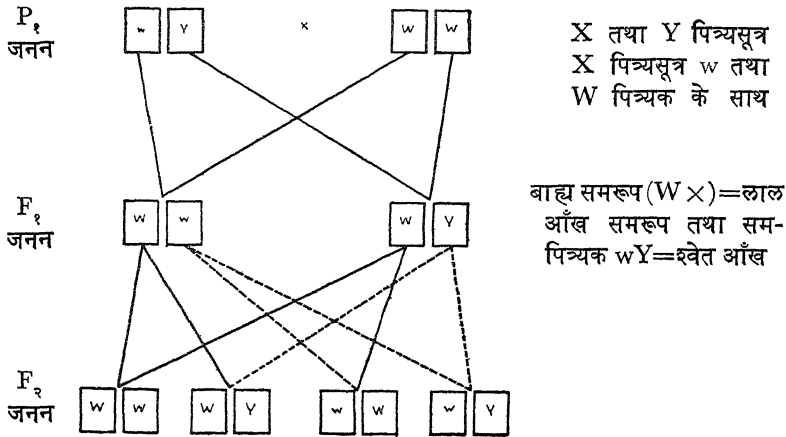 P₁
जनन
w Y × W W
X तथा Y पित्र्यसूत्र
X पित्र्यसूत्र w तथा
W पित्र्यक के साथ
F₁
जनन
W w W Y
बाह्य समरूप (W ×)=लाल
आँख समरूप तथा सम-
पित्र्यक wY=श्वेत आँख
F₂
जनन
W W W Y w W w Y